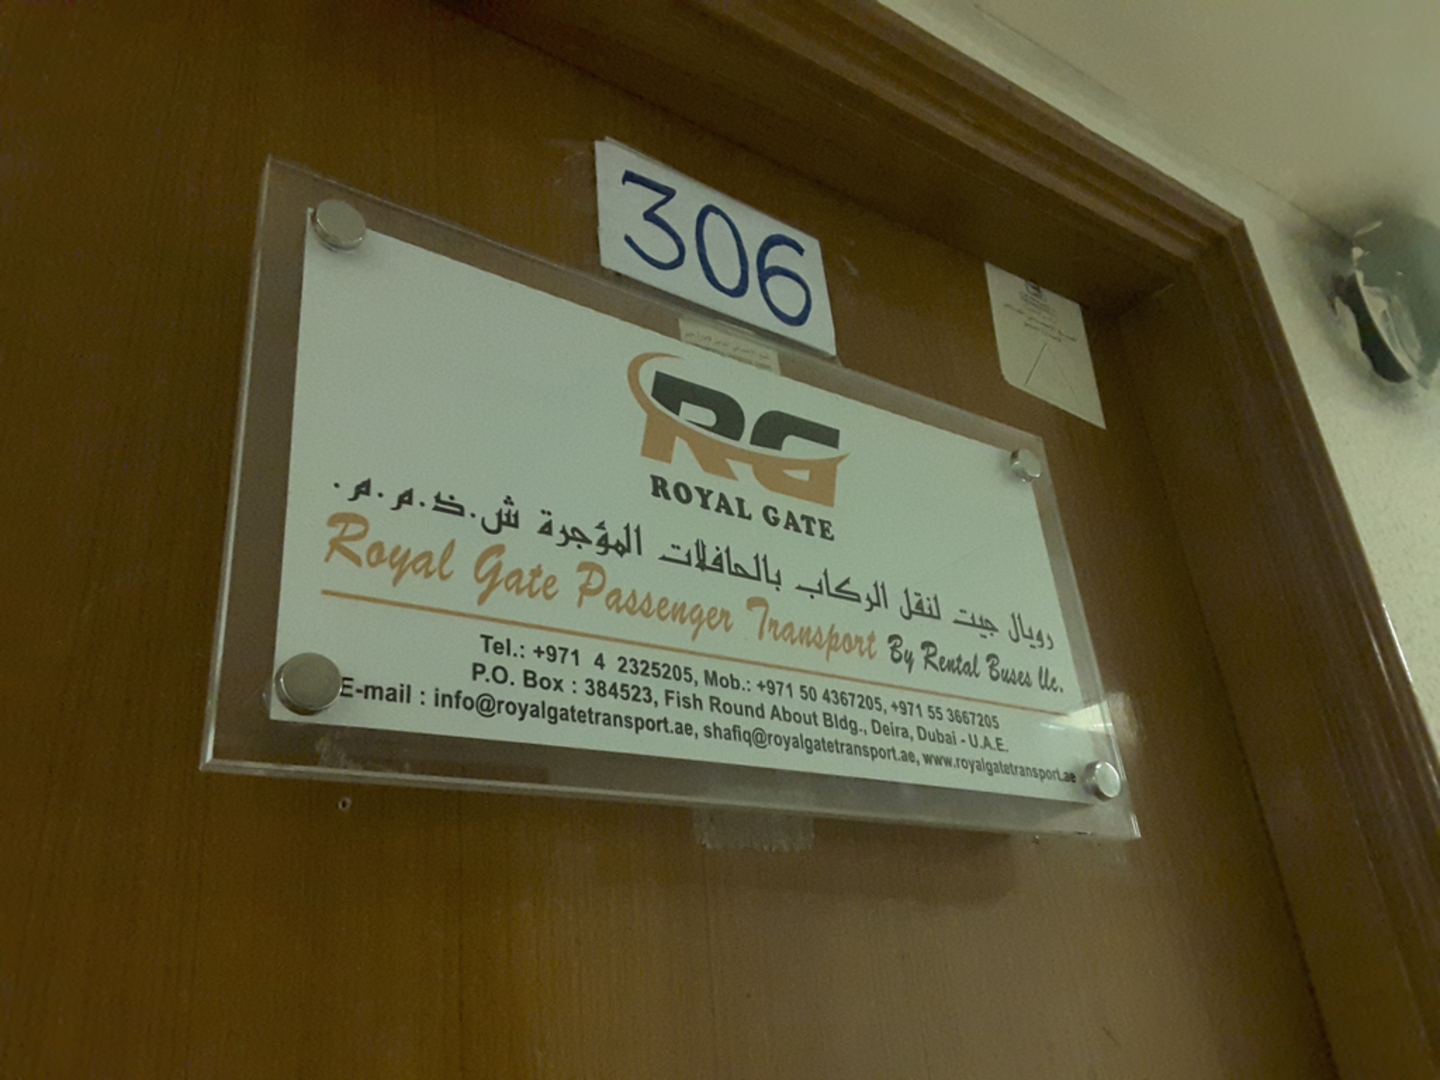 306
RG
ROYAL GATE
رويال جيت لنقل الركاب بالحافلات المؤجرة ش.ذ.م.م.
Royal Gate Passenger Transport By Rental Buses llc.
Tel.: +971 4 2325205, Mob.: +971 50 4367205, +971 55 3667205
P.O. Box : 384523, Fish Round About Bldg., Deira, Dubai - U.A.E.
E-mail : info@royalgatetransport.ae, shafiq@royalgatetransport.ae, www.royalgatetransport.ae